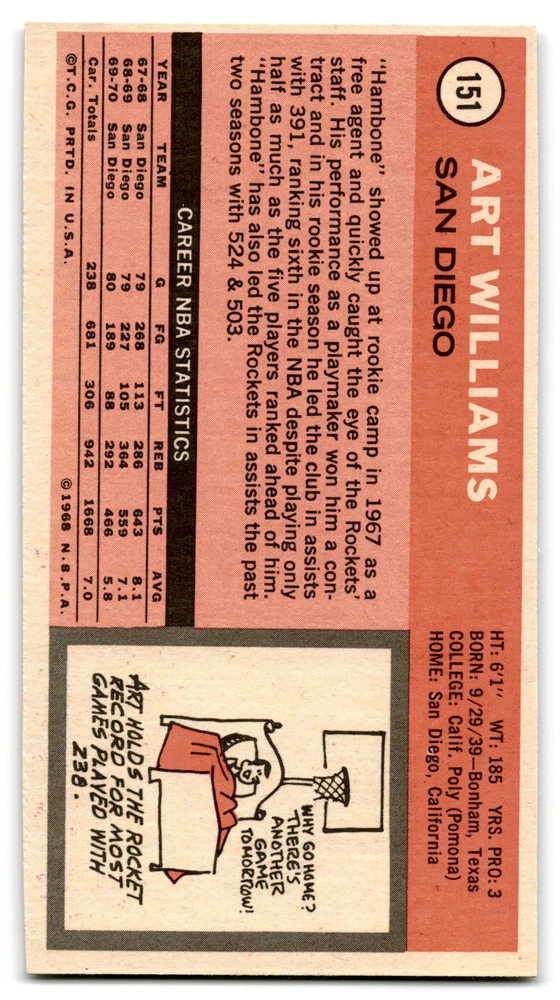 151
ART WILLIAMS
SAN DIEGO
HT: 6'1" WT: 185 YRS. PRO: 3
BORN: 9/29/39—Bonham, Texas
COLLEGE: Calif. Poly (Pomona)
HOME: San Diego, California
"Hambone" showed up at rookie camp in 1967 as a
free agent and quickly caught the eye of the Rockets'
staff. His performance as a playmaker won him a con-
tract and in his rookie season he led the club in assists
with 391, ranking sixth in the NBA despite playing only
half as much as the five players ranked ahead of him.
"Hambone" has also led the Rockets in assists the past
two seasons with 524 & 503.
CAREER NBA STATISTICS
YEAR TEAM G FG FT REB PTS AVG
67-68 San Diego 79 268 113 286 643 8.1
68-69 San Diego 79 227 105 364 559 7.1
69-70 San Diego 80 189 88 292 466 5.8
Car. Totals 238 681 306 942 1668 7.0
©T.C.G. PRTD. IN U.S.A. ©1968 N.B.P.A.
WHY GO HOME?
THERE'S
ANOTHER
GAME
TOMORROW!
ART HOLDS THE ROCKET
RECORD FOR MOST
GAMES PLAYED WITH
238.